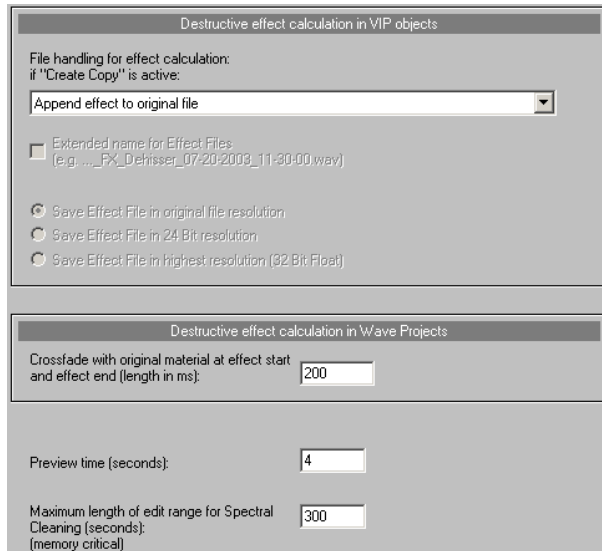 Destructive effect calculation in VIP objects
File handling for effect calculation:
if "Create Copy" is active:
Append effect to original file
Extended name for Effect Files
(e.g. ..._FX_Dehisser_07-20-2003_11-30-00.wav)
Save Effect File in original file resolution
Save Effect File in 24 Bit resolution
Save Effect File in highest resolution (32 Bit Float)
Destructive effect calculation in Wave Projects
Crossfade with original material at effect start
and effect end (length in ms):
200
Preview time (seconds):
4
Maximum length of edit range for Spectral
Cleaning (seconds):
(memory critical)
300